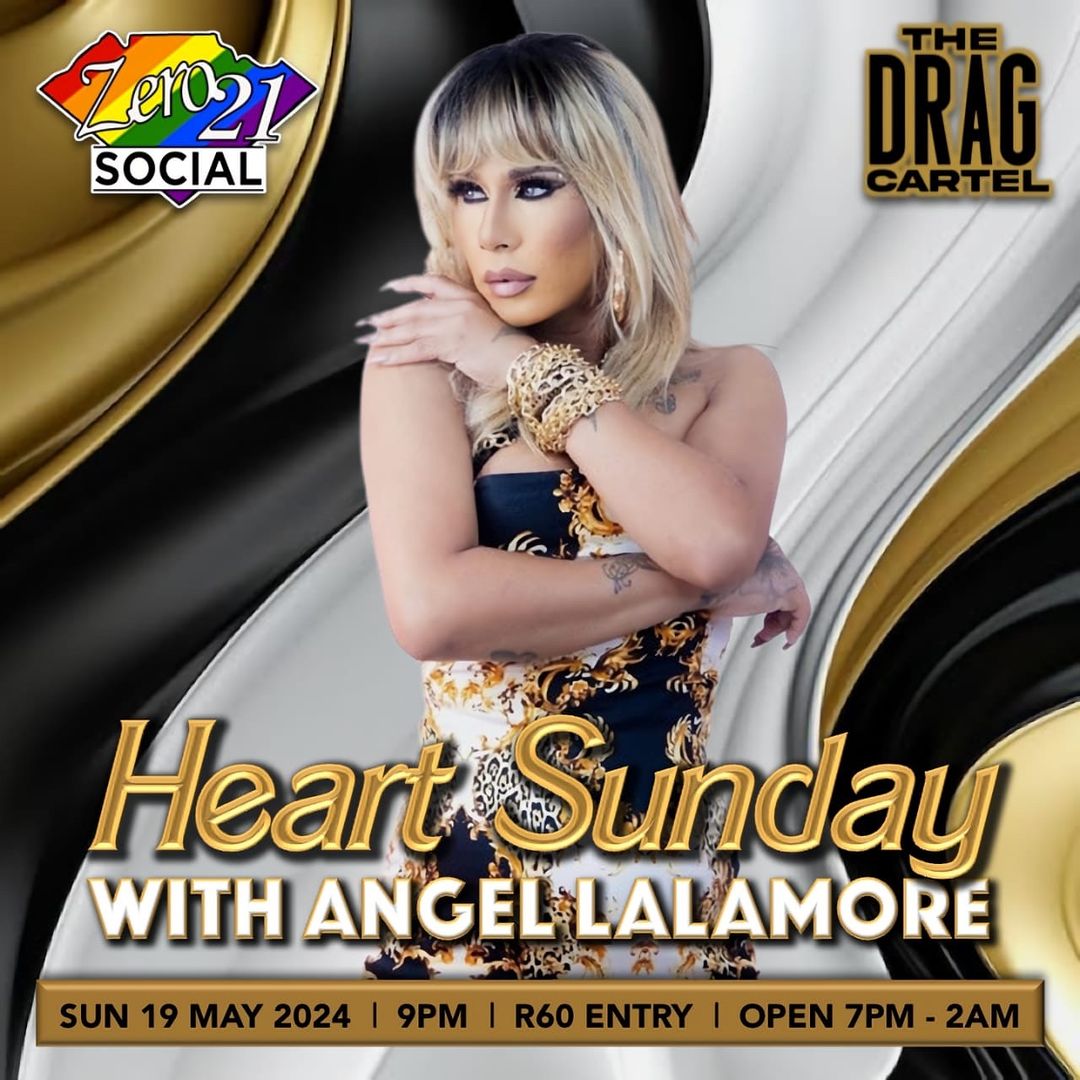 Zero21
SOCIAL
THE
DRAG
CARTEL
Heart Sunday
WITH ANGEL LALAMORE
SUN 19 MAY 2024 | 9PM | R60 ENTRY | OPEN 7PM - 2AM